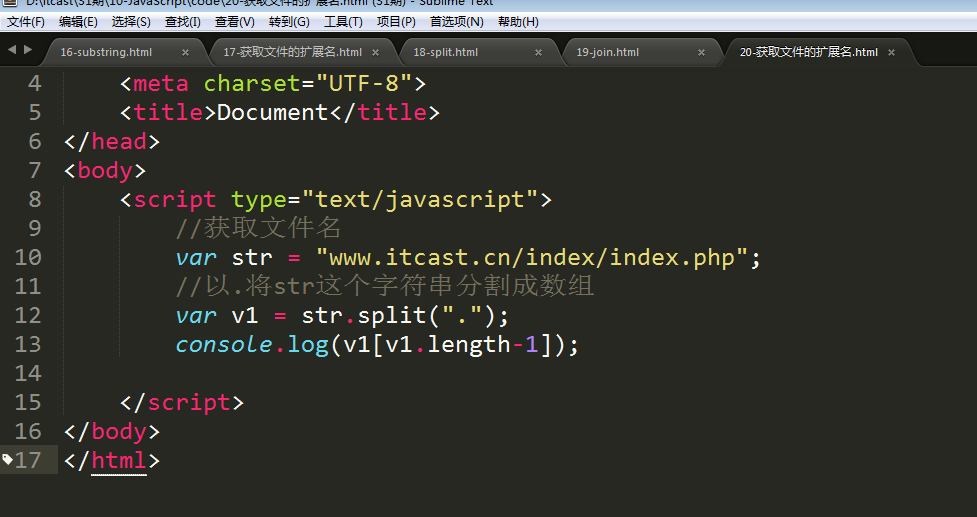 D:\itcast\31期\10-JavaScript\code\20-获取文件的扩展名.html (31期) - Sublime Text
文件(F) 编辑(E) 选择(S) 查找(I) 查看(V) 转到(G) 工具(T) 项目(P) 首选项(N) 帮助(H)
16-substring.html × 17-获取文件的扩展名.html × 18-split.html × 19-join.html × 20-获取文件的扩展名.html ×
4 <meta charset="UTF-8">
5 <title>Document</title>
6 </head>
7 <body>
8 <script type="text/javascript">
9 //获取文件名
10 var str = "www.itcast.cn/index/index.php";
11 //以.将str这个字符串分割成数组
12 var v1 = str.split(".");
13 console.log(v1[v1.length-1]);
14
15 </script>
16 </body>
17 </html>